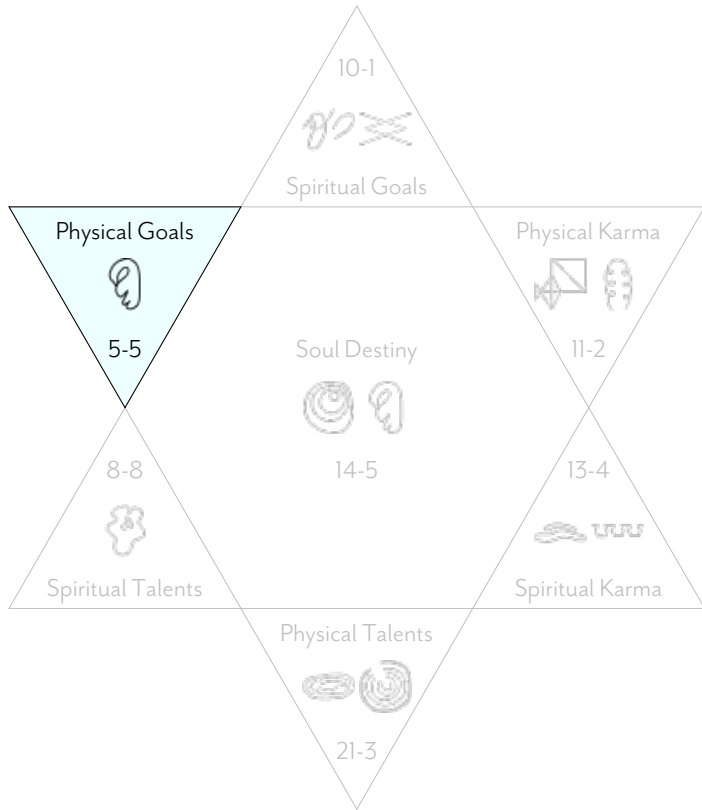 10-1
Spiritual Goals
Physical Goals
5-5
Physical Karma
11-2
Soul Destiny
14-5
8-8
Spiritual Talents
13-4
Spiritual Karma
Physical Talents
21-3